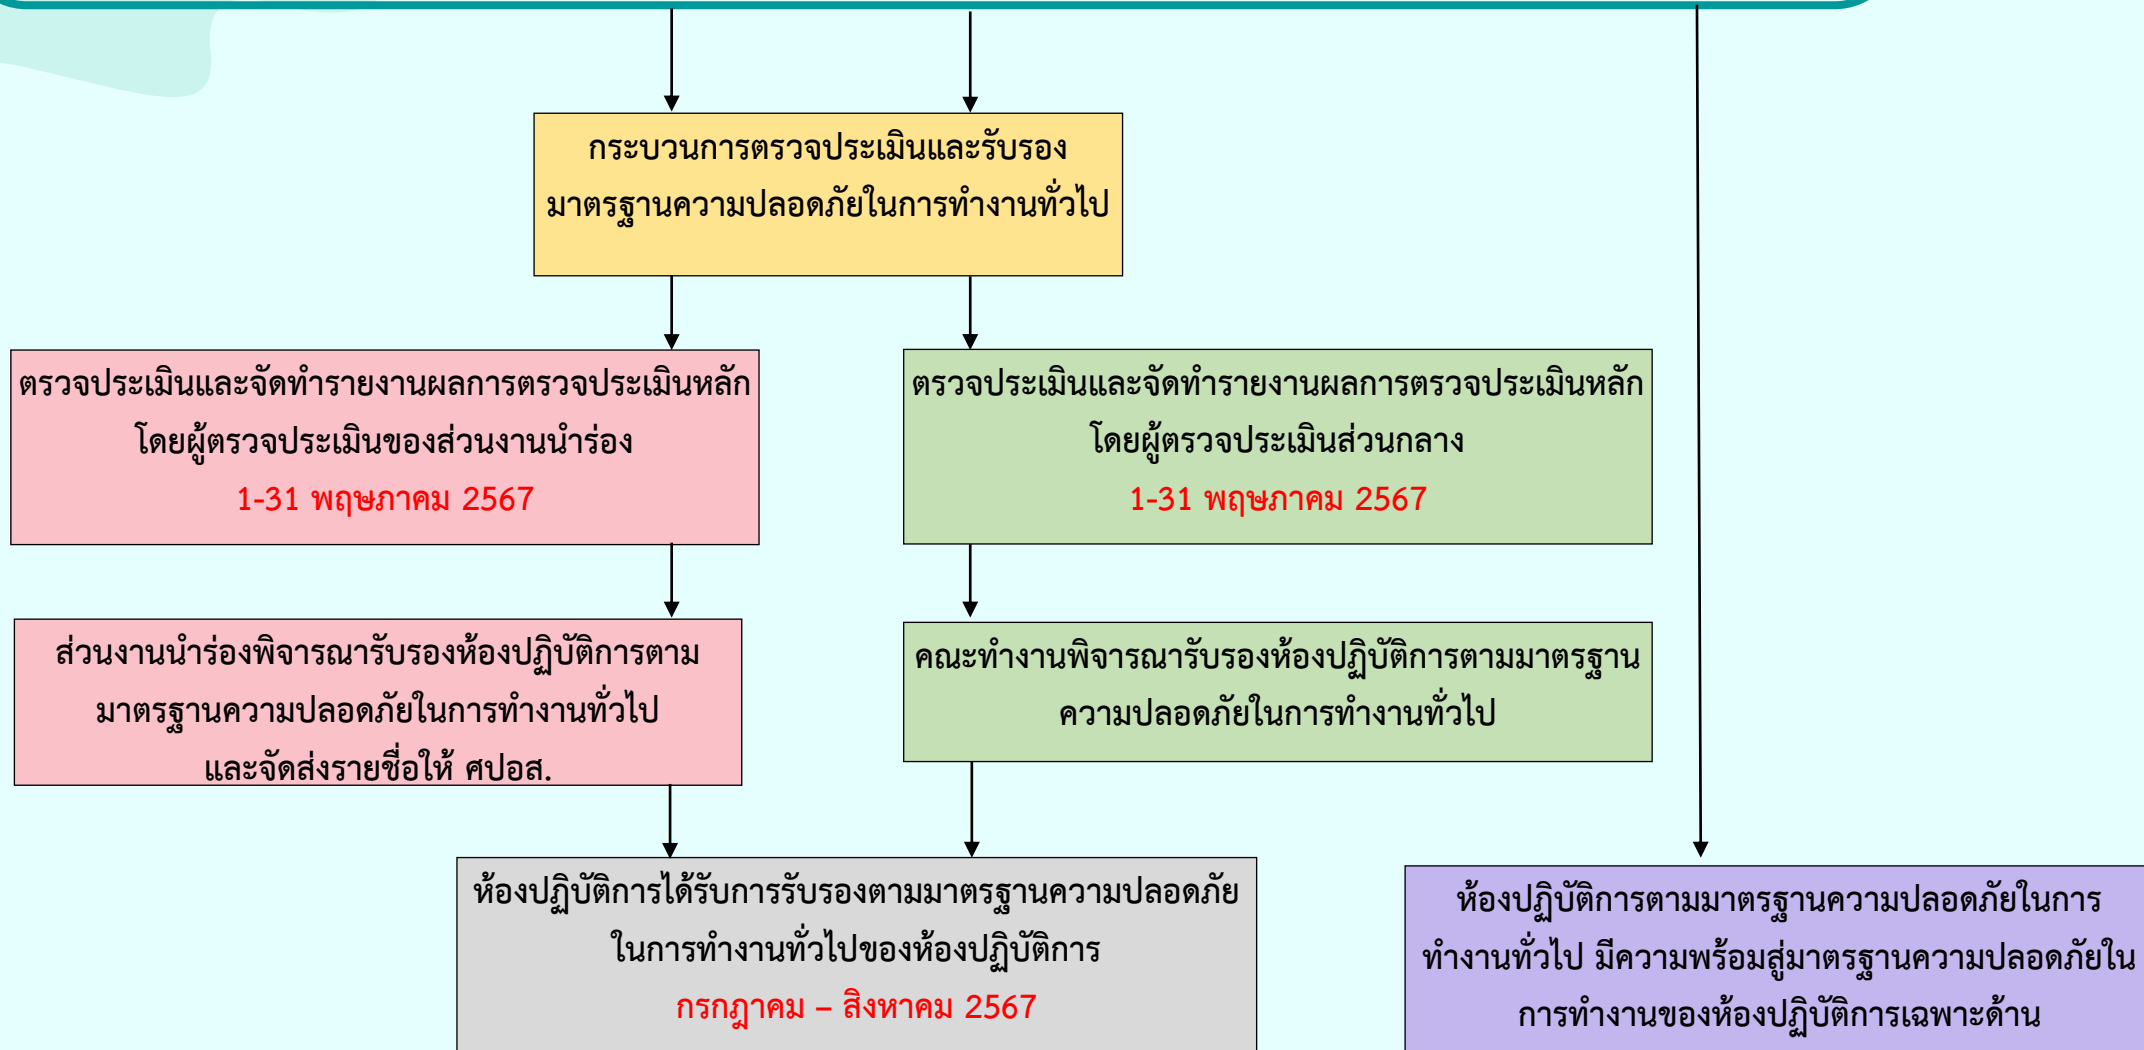 กระบวนการตรวจประเมินและรับรอง
มาตรฐานความปลอดภัยในการทำงานทั่วไป
ตรวจประเมินและจัดทำรายงานผลการตรวจประเมินหลัก
โดยผู้ตรวจประเมินของส่วนงานนำร่อง
1-31 พฤษภาคม 2567
ตรวจประเมินและจัดทำรายงานผลการตรวจประเมินหลัก
โดยผู้ตรวจประเมินส่วนกลาง
1-31 พฤษภาคม 2567
ส่วนงานนำร่องพิจารณารับรองห้องปฏิบัติการตาม
มาตรฐานความปลอดภัยในการทำงานทั่วไป
และจัดส่งรายชื่อให้ ศปอส.
คณะทำงานพิจารณารับรองห้องปฏิบัติการตามมาตรฐาน
ความปลอดภัยในการทำงานทั่วไป
ห้องปฏิบัติการได้รับการรับรองตามมาตรฐานความปลอดภัย
ในการทำงานทั่วไปของห้องปฏิบัติการ
กรกฎาคม – สิงหาคม 2567
ห้องปฏิบัติการตามมาตรฐานความปลอดภัยในการ
ทำงานทั่วไป มีความพร้อมสู่มาตรฐานความปลอดภัยใน
การทำงานของห้องปฏิบัติการเฉพาะด้าน